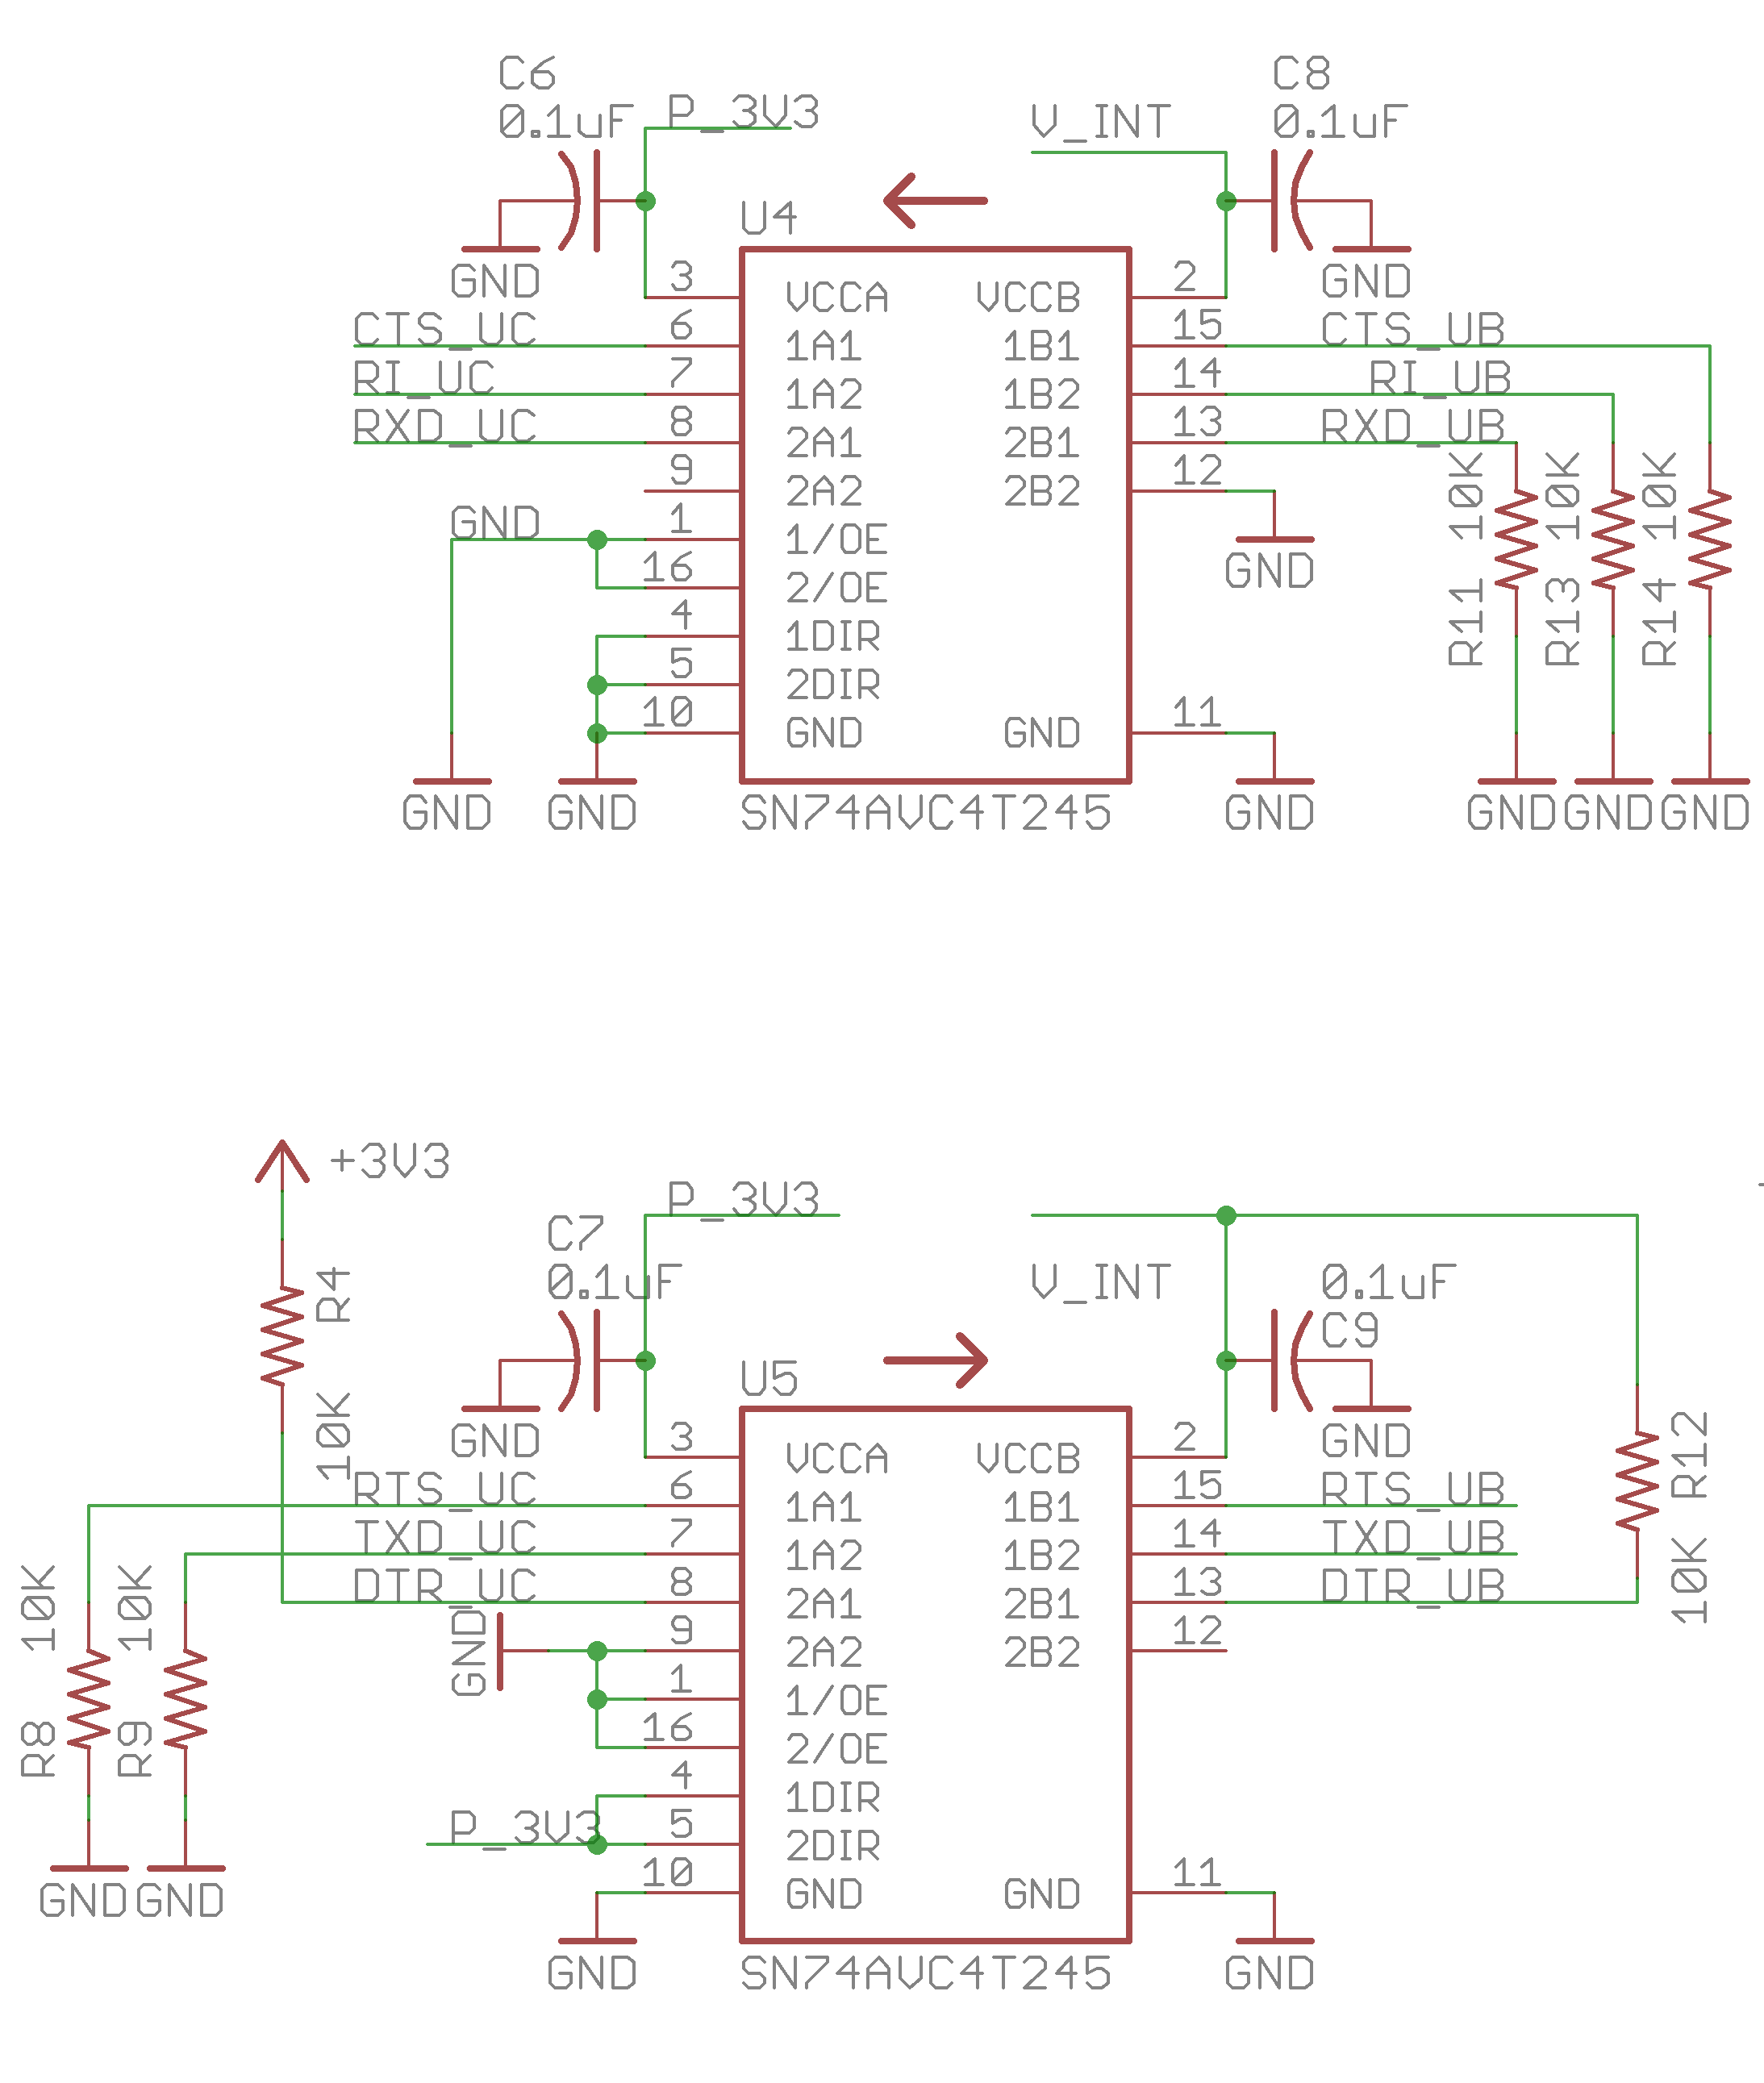 C6
0.1uF
P_3V3
V_INT
C8
0.1uF
U4
GND
GND
3
VCCA
VCCB
2
CTS_UC
6
1A1
1B1
15
CTS_UB
RI_UC
7
1A2
1B2
14
RI_UB
RXD_UC
8
2A1
2B1
13
RXD_UB
9
2A2
2B2
12
GND
GND
1
1/OE
16
2/OE
4
1DIR
5
2DIR
10
GND
GND
11
R11 10K
R13 10K
R14 10K
GND
GND
SN74AVC4T245
GND
GND
GND
GND
+3V3
P_3V3
C7
0.1uF
V_INT
0.1uF
C9
R4
10K
U5
GND
GND
R12
10K
3
VCCA
VCCB
2
RTS_UC
6
1A1
1B1
15
RTS_UB
TXD_UC
7
1A2
1B2
14
TXD_UB
DTR_UC
8
2A1
2B1
13
DTR_UB
GND
9
2A2
2B2
12
1
1/OE
16
2/OE
4
1DIR
P_3V3
5
2DIR
10
GND
GND
11
R8 10K
R9 10K
GND
GND
GND
SN74AVC4T245
GND